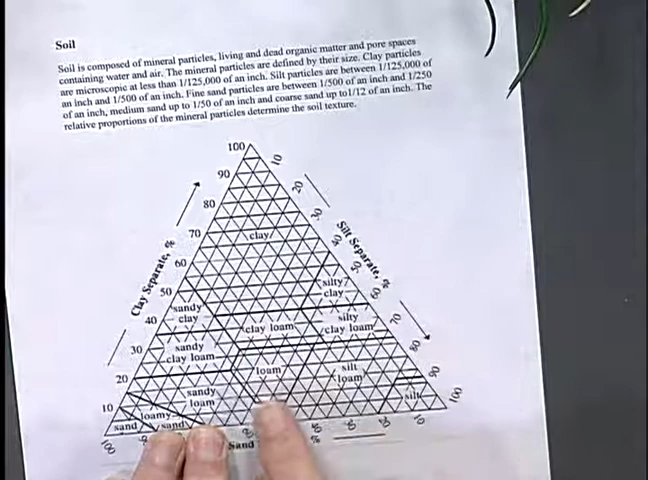 Soil
Soil is composed of mineral particles, living and dead organic matter and pore spaces
containing water and air. The mineral particles are defined by their size. Clay particles
are microscopic at less than 1/125,000 of an inch. Silt particles are between 1/125,000 of
an inch and 1/500 of an inch. Fine sand particles are between 1/500 of an inch and 1/250
of an inch, medium sand up to 1/50 of an inch and coarse sand up to1/12 of an inch. The
relative proportions of the mineral particles determine the soil texture.
100
10
90
20
80
30
70
clay
40
60
50
Clay Separate, %
Silt Separate, %
50
silty
clay
60
sandy
clay
40
clay loam
silty
clay loam
70
30
sandy
clay loam
80
20
loam
silt
loam
90
sandy
loam
silt
100
10
loamy
sand
sand
100
Sand
%
10